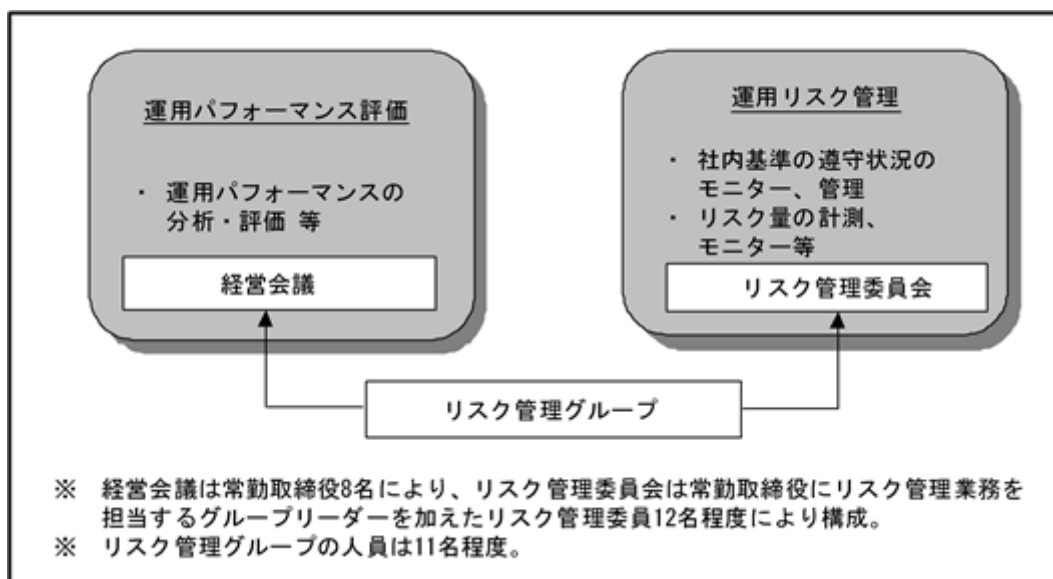 運用パフォーマンス評価
・ 運用パフォーマンスの
分析・評価 等
経営会議
運用リスク管理
・ 社内基準の遵守状況の
モニター、管理
・ リスク量の計測、
モニター等
リスク管理委員会
リスク管理グループ
※ 経営会議は常勤取締役8名により、リスク管理委員会は常勤取締役にリスク管理業務を
担当するグループリーダーを加えたリスク管理委員12名程度により構成。
※ リスク管理グループの人員は11名程度。